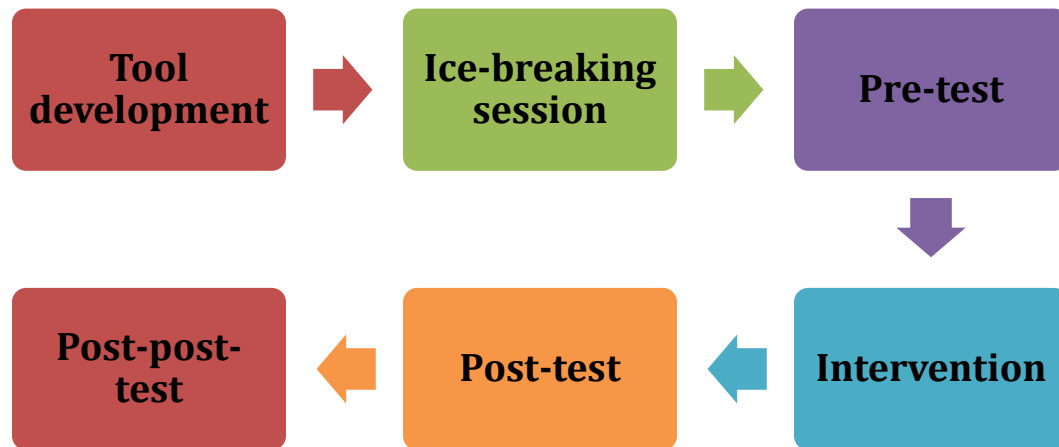 Tool
development
Ice-breaking
session
Pre-test
Intervention
Post-test
Post-post-
test